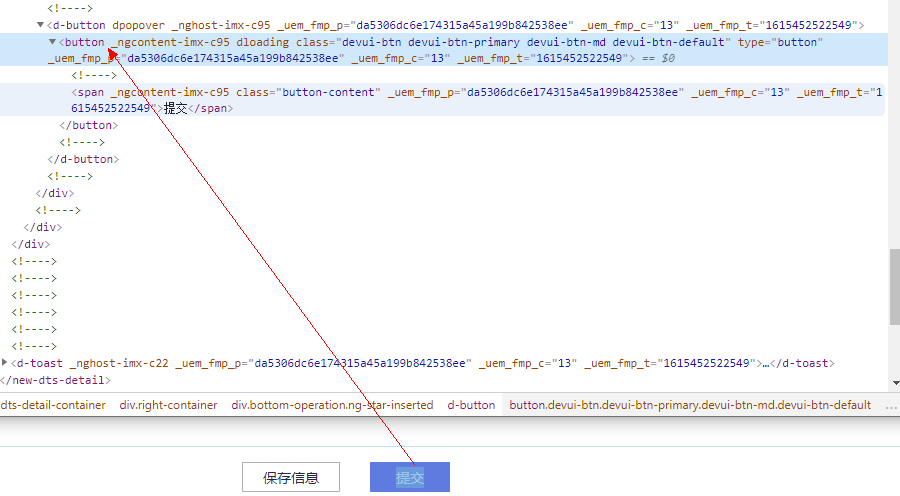 <!---->
▼<d-button dpopover _nghost-imx-c95 _uem_fmp_p="da5306dc6e174315a45a199b842538ee" _uem_fmp_c="13" _uem_fmp_t="1615452522549">
▼<button _ngcontent-imx-c95 dloading class="devui-btn devui-btn-primary devui-btn-md devui-btn-default" type="button"
_uem_fmp_p="da5306dc6e174315a45a199b842538ee" _uem_fmp_c="13" _uem_fmp_t="1615452522549"> == $0
<!---->
<span _ngcontent-imx-c95 class="button-content" _uem_fmp_p="da5306dc6e174315a45a199b842538ee" _uem_fmp_c="13" _uem_fmp_t="1
615452522549">提交</span>
</button>
<!---->
</d-button>
<!---->
</div>
<!---->
</div>
</div>
<!---->
<!---->
<!---->
<!---->
<!---->
<!---->
▶<d-toast _nghost-imx-c22 _uem_fmp_p="da5306dc6e174315a45a199b842538ee" _uem_fmp_c="13" _uem_fmp_t="1615452522549">…</d-toast>
</new-dts-detail>
dts-detail-container div.right-container div.bottom-operation.ng-star-inserted d-button button.devui-btn.devui-btn-primary.devui-btn-md.devui-btn-default ...
保存信息 提交